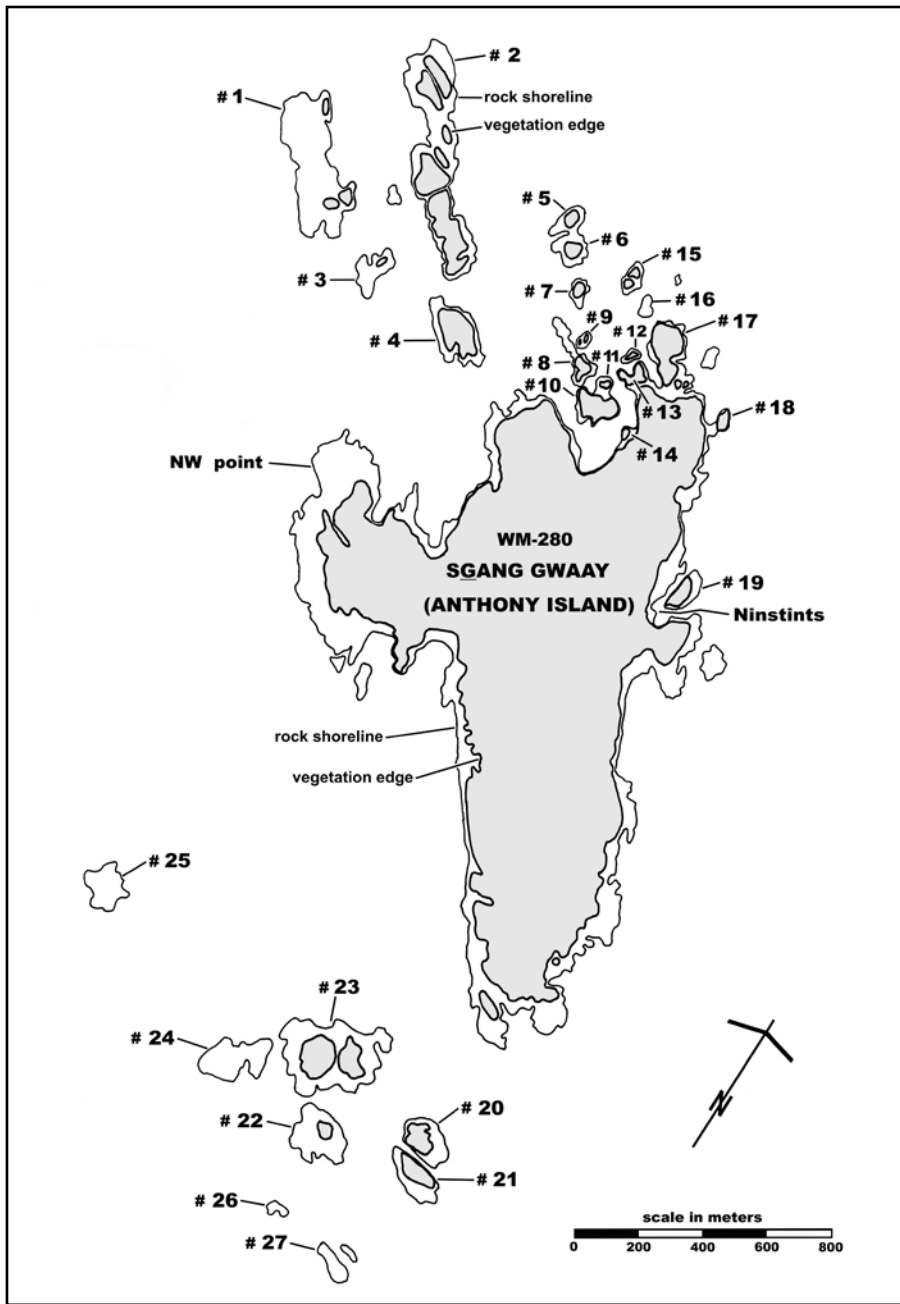 # 2
# 1
rock shoreline
vegetation edge
# 5
# 6
# 15
# 3
# 7
# 16
# 9
# 12
# 17
# 4
# 8
# 11
# 10
# 13
# 18
# 14
NW point
WM-280
SG̲ANG GWAAY
(ANTHONY ISLAND)
# 19
Ninstints
rock shoreline
vegetation edge
# 25
# 23
# 24
# 20
# 22
# 21
# 26
# 27
N
scale in meters
0 200 400 600 800